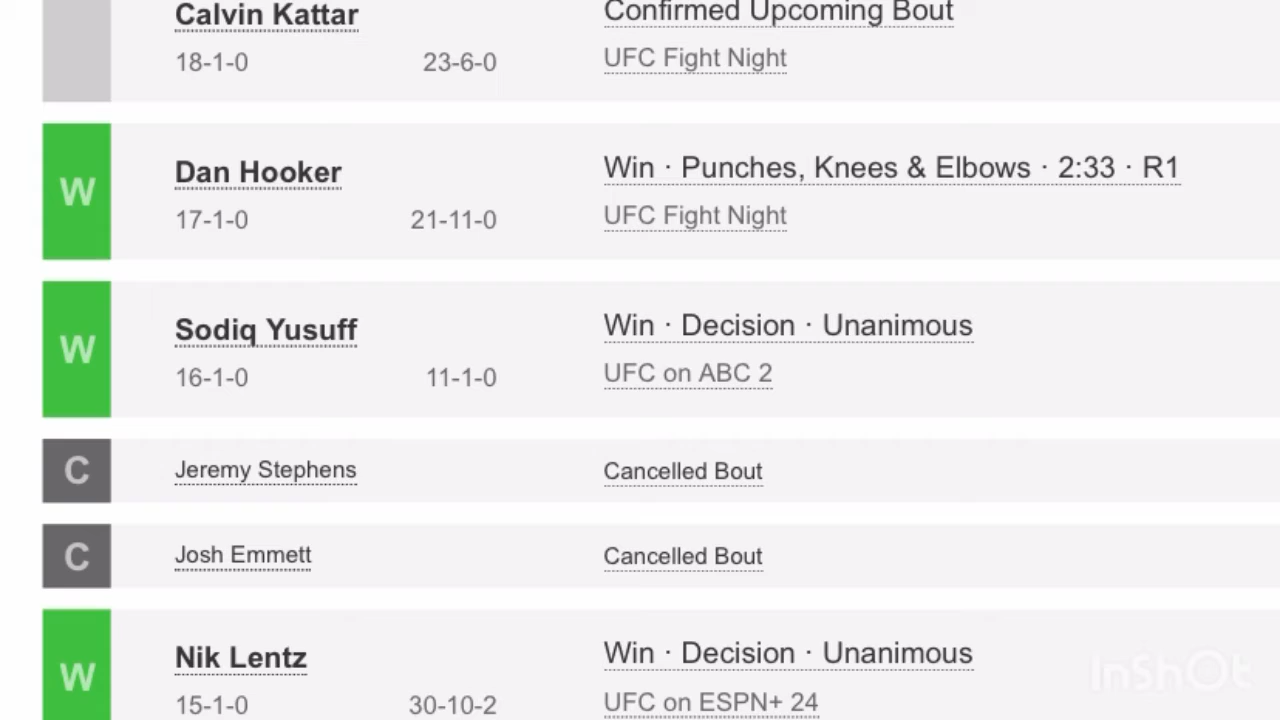 Calvin Kattar
Confirmed Upcoming Bout
18-1-0
23-6-0
UFC Fight Night
W
Dan Hooker
Win · Punches, Knees & Elbows · 2:33 · R1
17-1-0
21-11-0
UFC Fight Night
W
Sodiq Yusuff
Win · Decision · Unanimous
16-1-0
11-1-0
UFC on ABC 2
C
Jeremy Stephens
Cancelled Bout
C
Josh Emmett
Cancelled Bout
W
Nik Lentz
Win · Decision · Unanimous
15-1-0
30-10-2
UFC on ESPN+ 24
InShOt